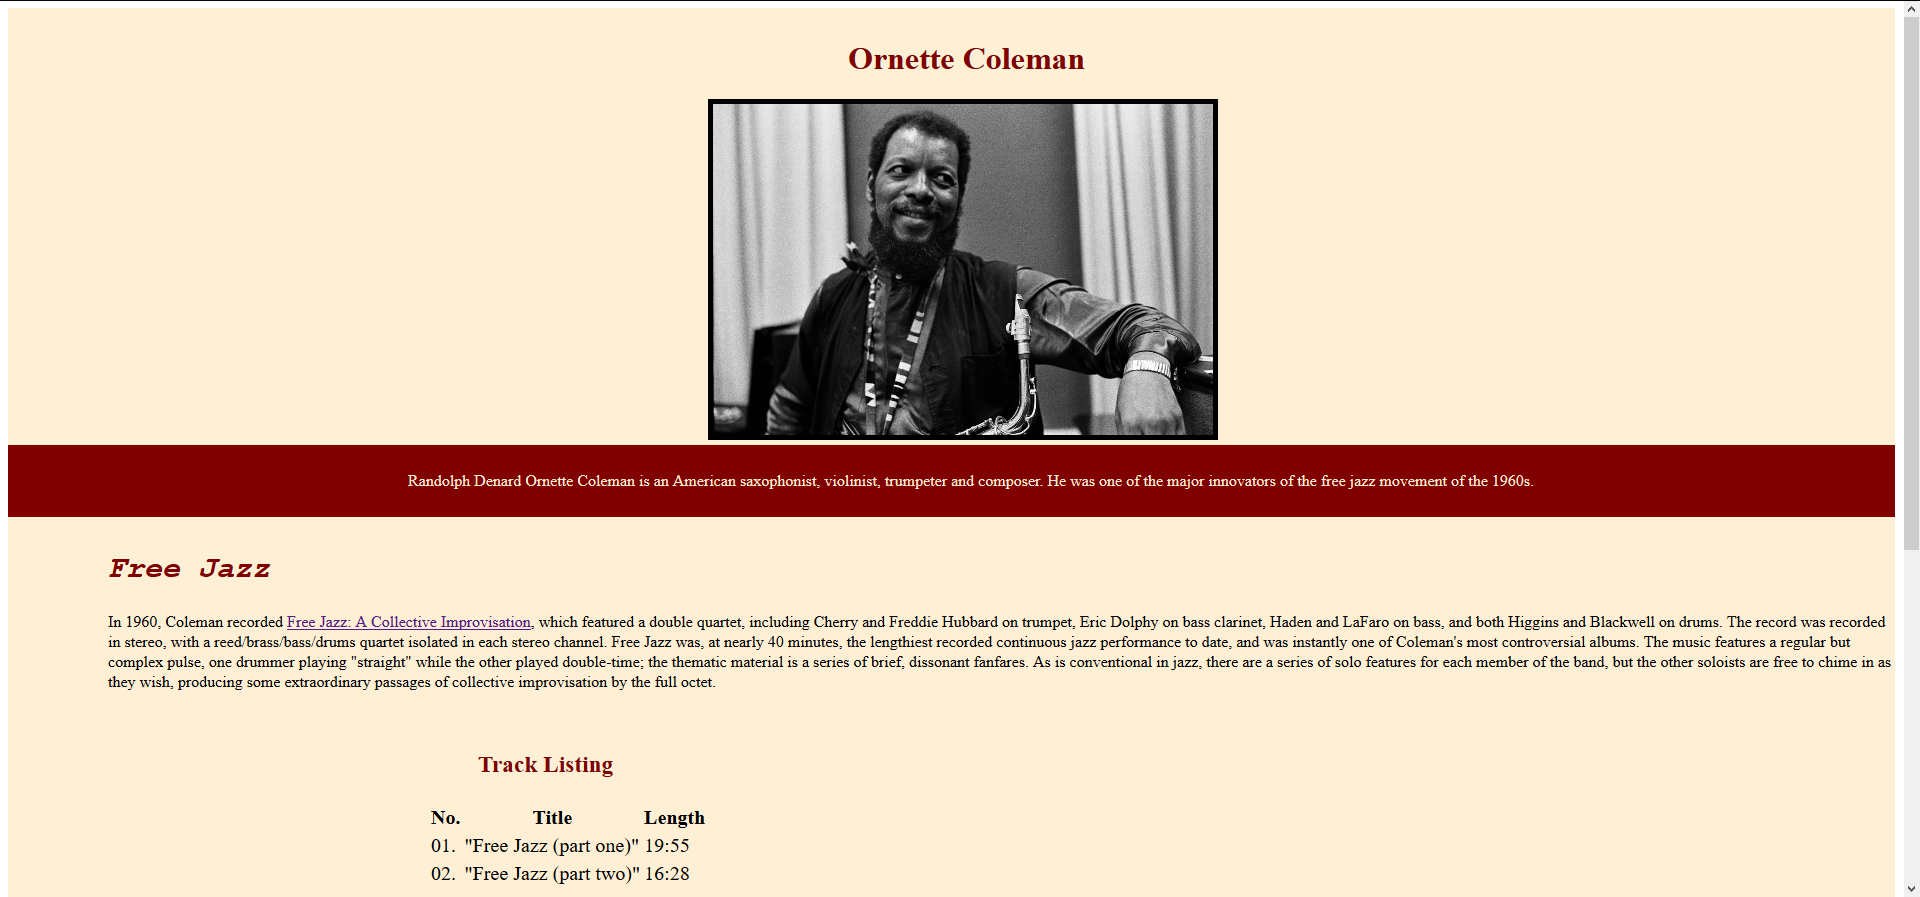 Ornette Coleman
Randolph Denard Ornette Coleman is an American saxophonist, violinist, trumpeter and composer. He was one of the major innovators of the free jazz movement of the 1960s.
Free Jazz
In 1960, Coleman recorded Free Jazz: A Collective Improvisation, which featured a double quartet, including Cherry and Freddie Hubbard on trumpet, Eric Dolphy on bass clarinet, Haden and LaFaro on bass, and both Higgins and Blackwell on drums. The record was recorded
in stereo, with a reed/brass/bass/drums quartet isolated in each stereo channel. Free Jazz was, at nearly 40 minutes, the lengthiest recorded continuous jazz performance to date, and was instantly one of Coleman's most controversial albums. The music features a regular but
complex pulse, one drummer playing "straight" while the other played double-time; the thematic material is a series of brief, dissonant fanfares. As is conventional in jazz, there are a series of solo features for each member of the band, but the other soloists are free to chime in as
they wish, producing some extraordinary passages of collective improvisation by the full octet.
Track Listing
No. Title Length
01. "Free Jazz (part one)" 19:55
02. "Free Jazz (part two)" 16:28